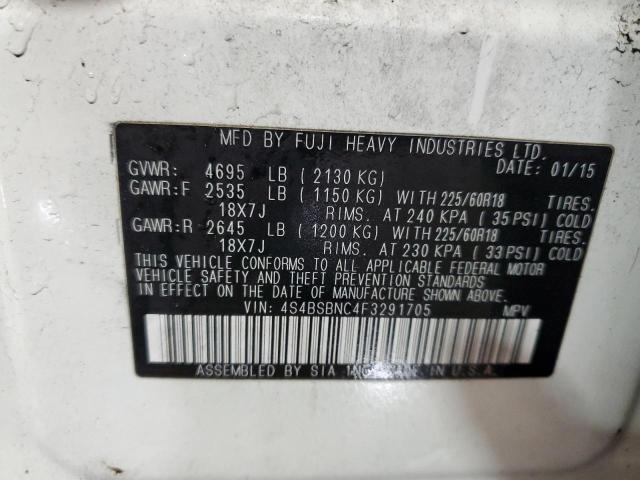 MFD BY FUJI HEAVY INDUSTRIES LTD.
GVWR: 4695 LB ( 2130 KG) DATE: 01/15
GAWR:F 2535 LB ( 1150 KG) WITH 225/60R18 TIRES.
18X7J RIMS. AT 240 KPA ( 35 PSI) COLD
GAWR:R 2645 LB ( 1200 KG) WITH 225/60R18 TIRES.
18X7J RIMS. AT 230 KPA ( 33 PSI) COLD
THIS VEHICLE CONFORMS TO ALL APPLICABLE FEDERAL MOTOR
VEHICLE SAFETY AND THEFT PREVENTION STANDARDS
IN EFFECT ON THE DATE OF MANUFACTURE SHOWN ABOVE.
VIN: 4S4BSBNC4F3291705 MPV
ASSEMBLED BY SIA IN U.S.A.